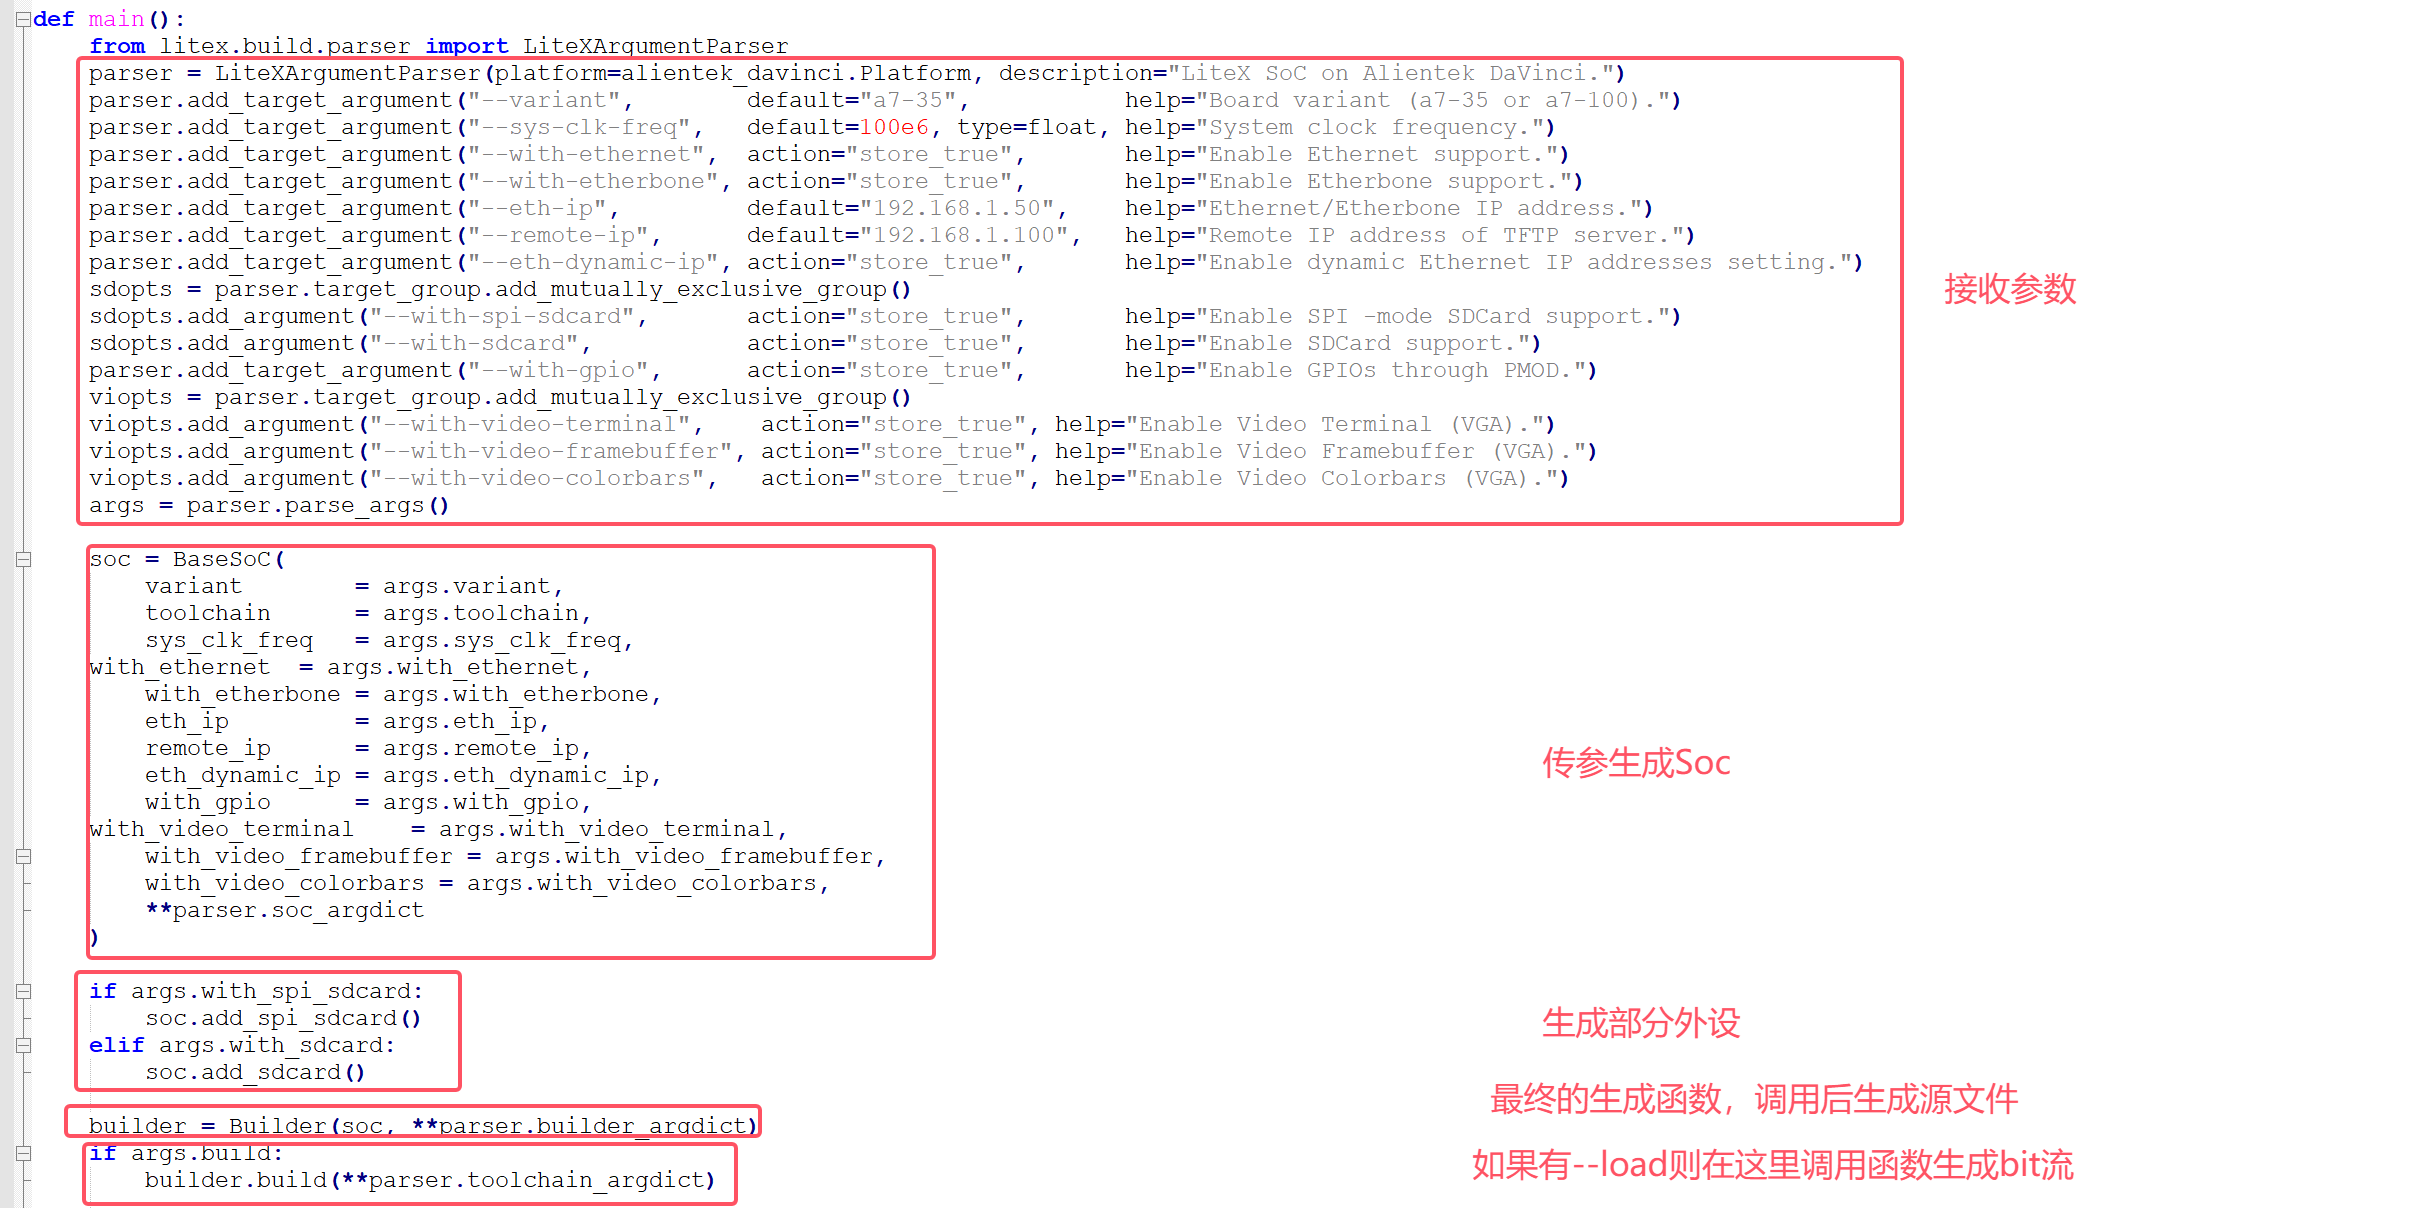 def main():
    from litex.build.parser import LiteXArgumentParser
    parser = LiteXArgumentParser(platform=alientek_davinci.Platform, description="LiteX SoC on Alientek DaVinci.")
    parser.add_target_argument("--variant",        default="a7-35",           help="Board variant (a7-35 or a7-100).")
    parser.add_target_argument("--sys-clk-freq",   default=100e6, type=float, help="System clock frequency.")
    parser.add_target_argument("--with-ethernet",  action="store_true",       help="Enable Ethernet support.")
    parser.add_target_argument("--with-etherbone", action="store_true",       help="Enable Etherbone support.")
    parser.add_target_argument("--eth-ip",         default="192.168.1.50",    help="Ethernet/Etherbone IP address.")
    parser.add_target_argument("--remote-ip",      default="192.168.1.100",   help="Remote IP address of TFTP server.")
    parser.add_target_argument("--eth-dynamic-ip", action="store_true",       help="Enable dynamic Ethernet IP addresses setting.")
    sdopts = parser.target_group.add_mutually_exclusive_group()
接收参数
    sdopts.add_argument("--with-spi-sdcard",       action="store_true",       help="Enable SPI -mode SDCard support.")
    sdopts.add_argument("--with-sdcard",           action="store_true",       help="Enable SDCard support.")
    parser.add_target_argument("--with-gpio",      action="store_true",       help="Enable GPIOs through PMOD.")
    viopts = parser.target_group.add_mutually_exclusive_group()
    viopts.add_argument("--with-video-terminal",    action="store_true", help="Enable Video Terminal (VGA).")
    viopts.add_argument("--with-video-framebuffer", action="store_true", help="Enable Video Framebuffer (VGA).")
    viopts.add_argument("--with-video-colorbars",   action="store_true", help="Enable Video Colorbars (VGA).")
    args = parser.parse_args()
    soc = BaseSoC(
        variant        = args.variant,
        toolchain      = args.toolchain,
        sys_clk_freq   = args.sys_clk_freq,
    with_ethernet  = args.with_ethernet,
        with_etherbone = args.with_etherbone,
        eth_ip         = args.eth_ip,
        remote_ip      = args.remote_ip,
传参生成Soc
        eth_dynamic_ip = args.eth_dynamic_ip,
        with_gpio      = args.with_gpio,
    with_video_terminal    = args.with_video_terminal,
        with_video_framebuffer = args.with_video_framebuffer,
        with_video_colorbars = args.with_video_colorbars,
        **parser.soc_argdict
    )
    if args.with_spi_sdcard:
        soc.add_spi_sdcard()
生成部分外设
    elif args.with_sdcard:
        soc.add_sdcard()
最终的生成函数，调用后生成源文件
    builder = Builder(soc, **parser.builder_argdict)
    if args.build:
如果有--load则在这里调用函数生成bit流
        builder.build(**parser.toolchain_argdict)